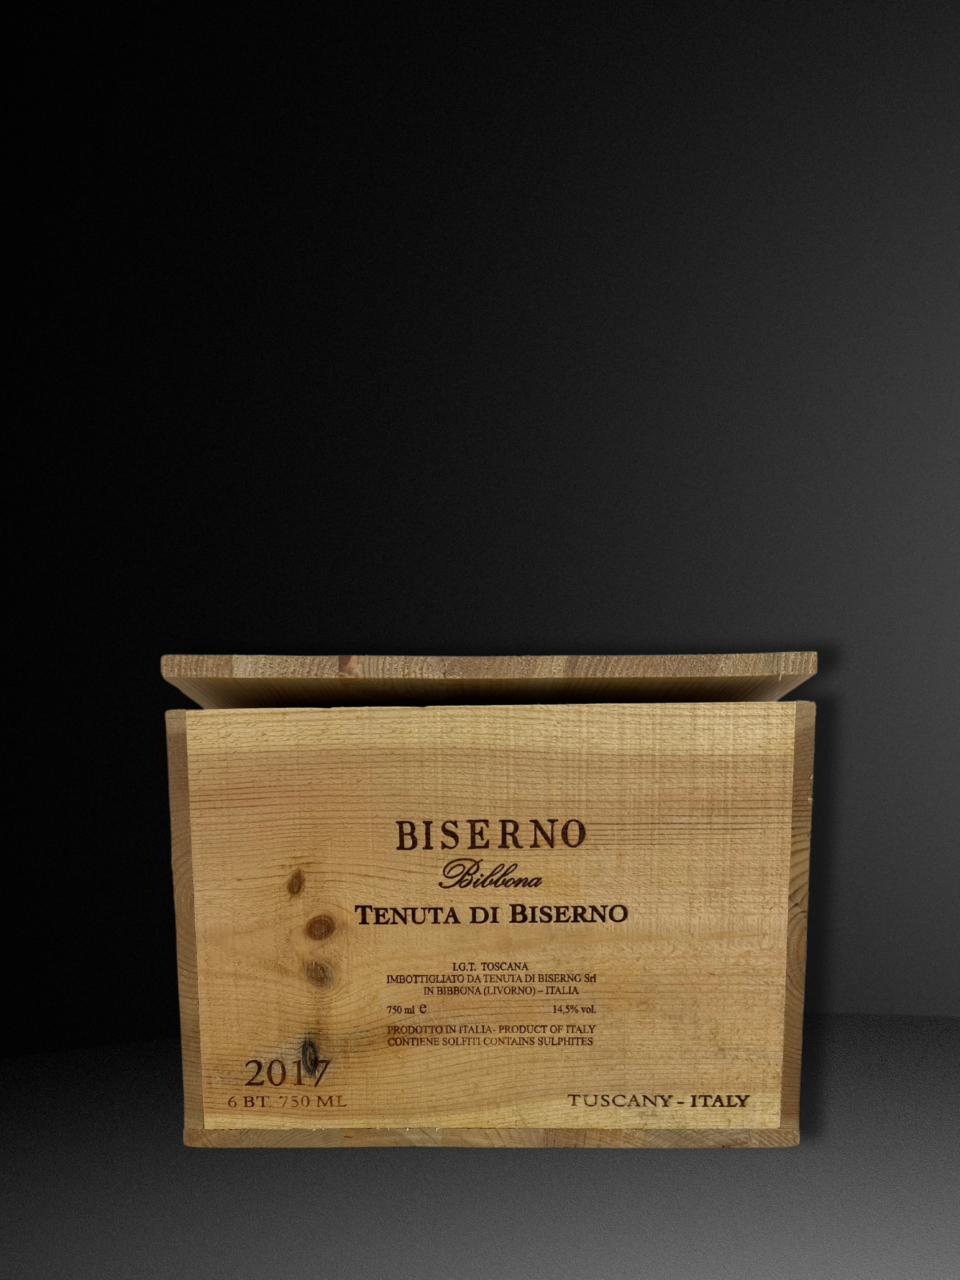 BISERNO
Bibbona
TENUTA DI BISERNO
I.G.T. TOSCANA
IMBOTTIGLIATO DA TENUTA DI BISERNO Srl
IN BIBBONA (LIVORNO) – ITALIA
750 ml e 14,5% vol.
PRODOTTO IN ITALIA- PRODUCT OF ITALY
CONTIENE SOLFITI CONTAINS SULPHITES
2017
6 BT. 750 ML
TUSCANY - ITALY